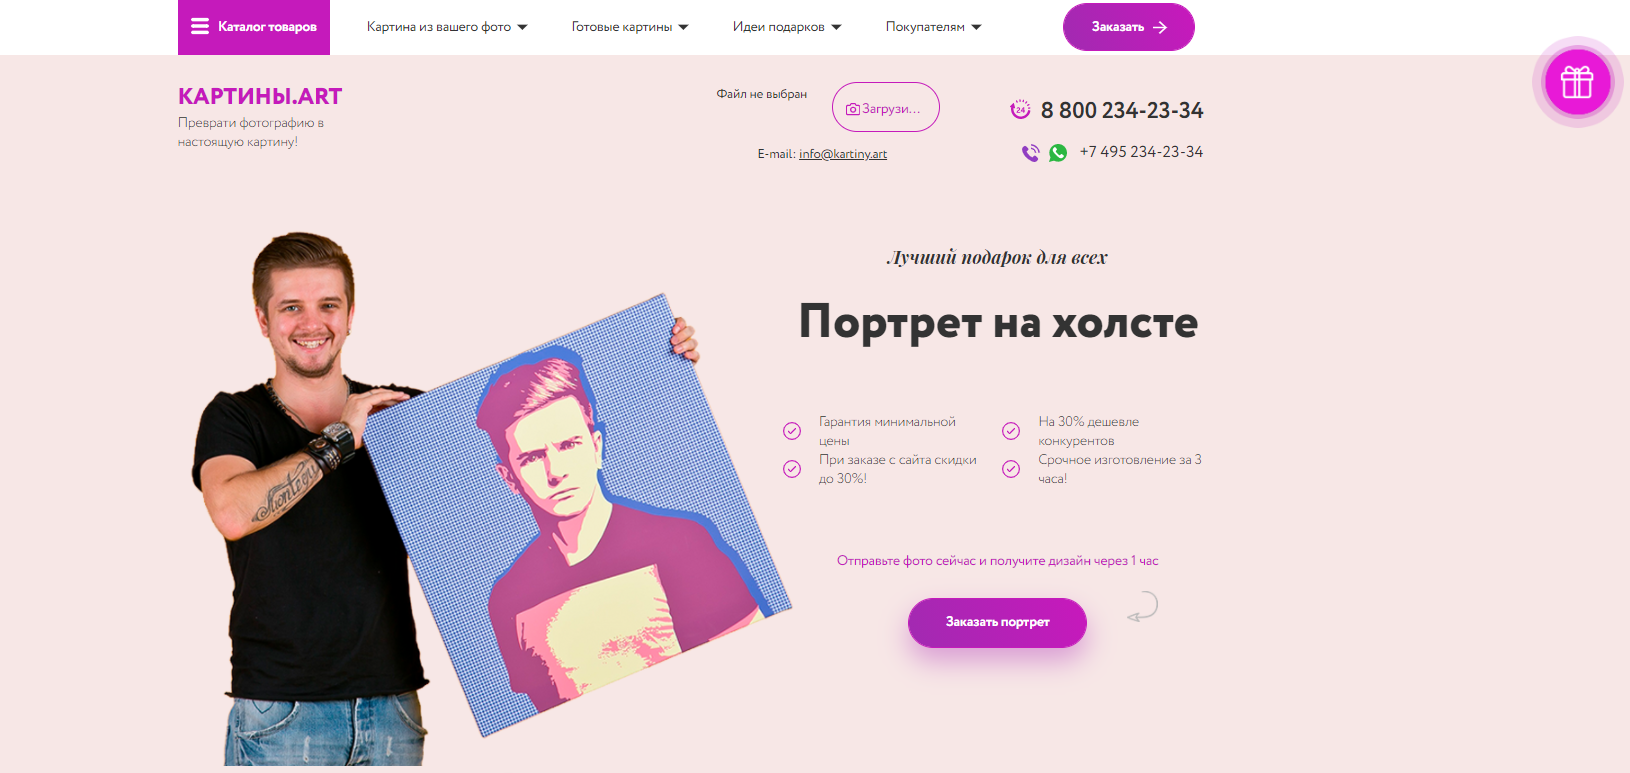 Каталог товаров
Картина из вашего фото
Готовые картины
Идеи подарков
Покупателям
Заказать
КАРТИНЫ.ART
Преврати фотографию в
настоящую картину!
Файл не выбран
Загрузи...
E-mail: info@kartiny.art
24
8 800 234-23-34
+7 495 234-23-34
Лучший подарок для всех
Портрет на холсте
Гарантия минимальной
цены
На 30% дешевле
конкурентов
При заказе с сайта скидки
до 30%!
Срочное изготовление за 3
часа!
Отправьте фото сейчас и получите дизайн через 1 час
Заказать портрет